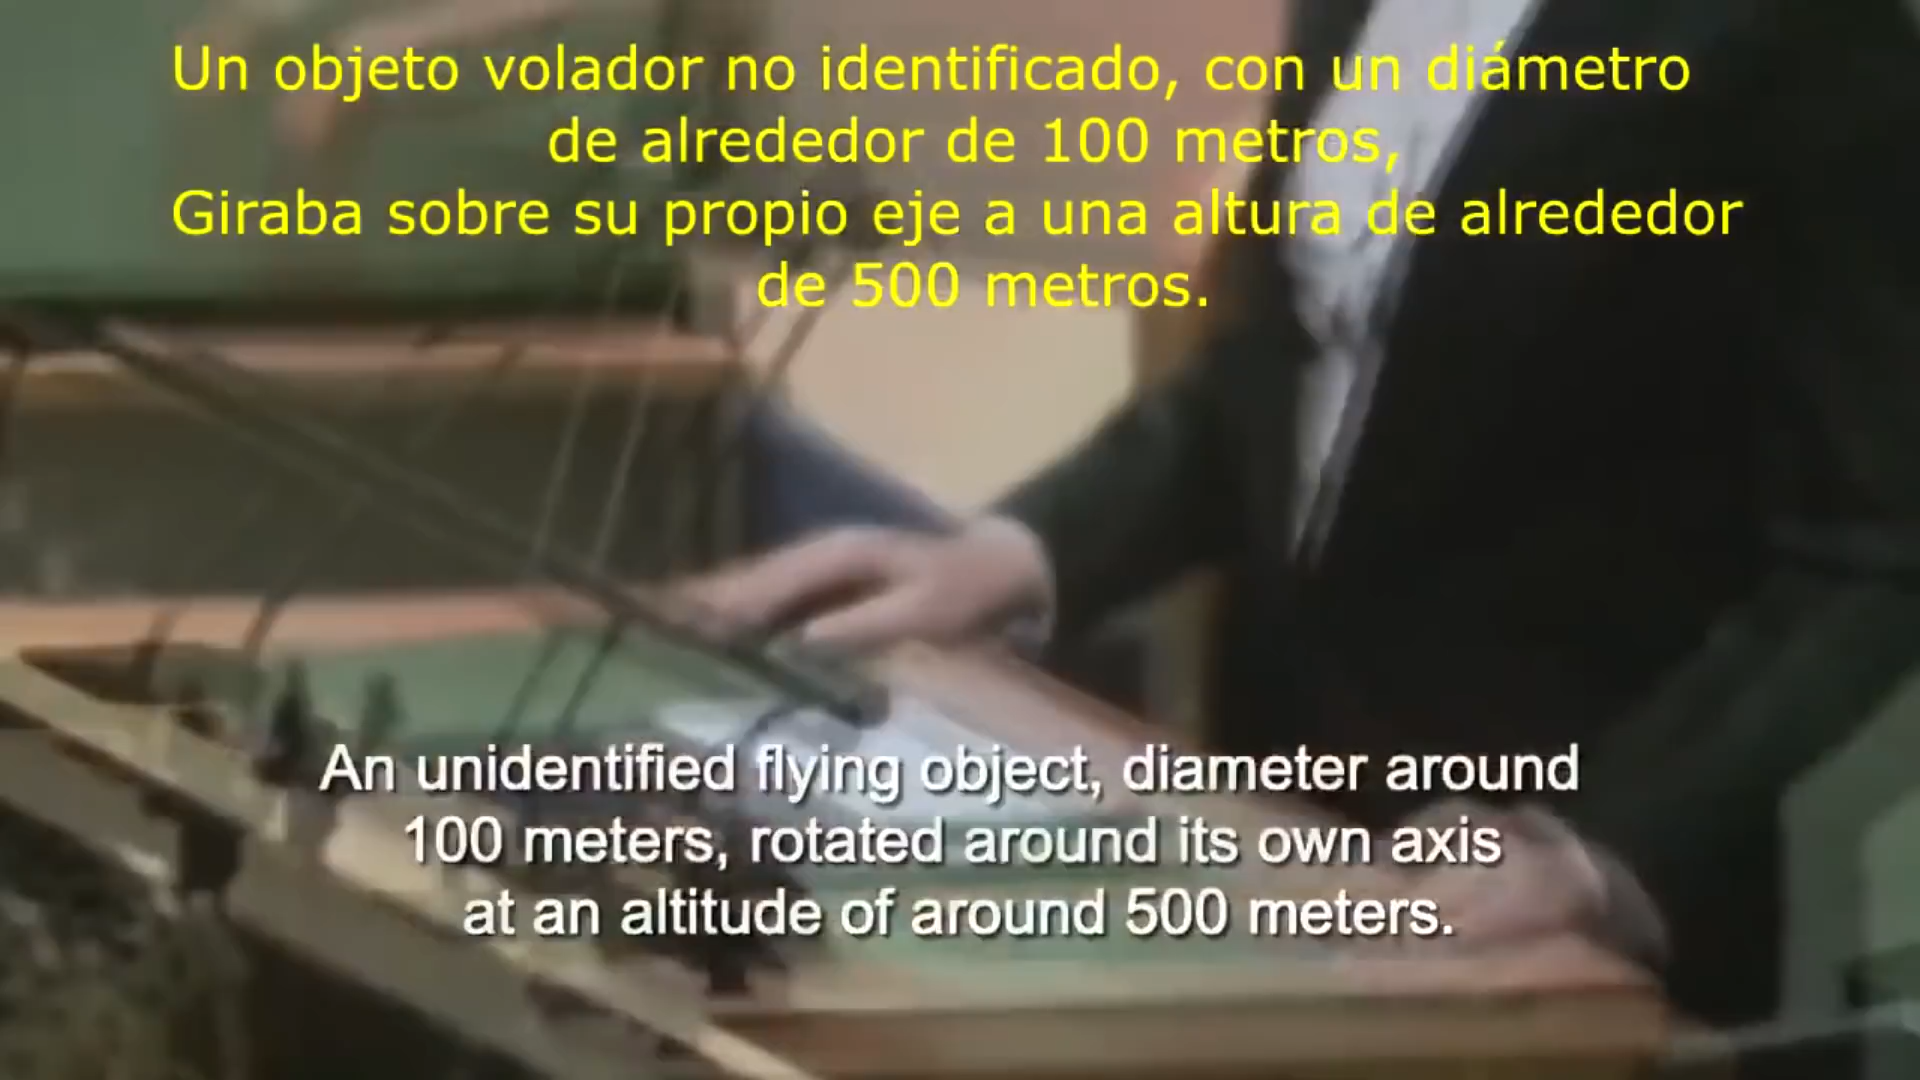 Un objeto volador no identificado, con un diámetro
de alrededor de 100 metros,
Giraba sobre su propio eje a una altura de alrededor
de 500 metros.
An unidentified flying object, diameter around
100 meters, rotated around its own axis
at an altitude of around 500 meters.